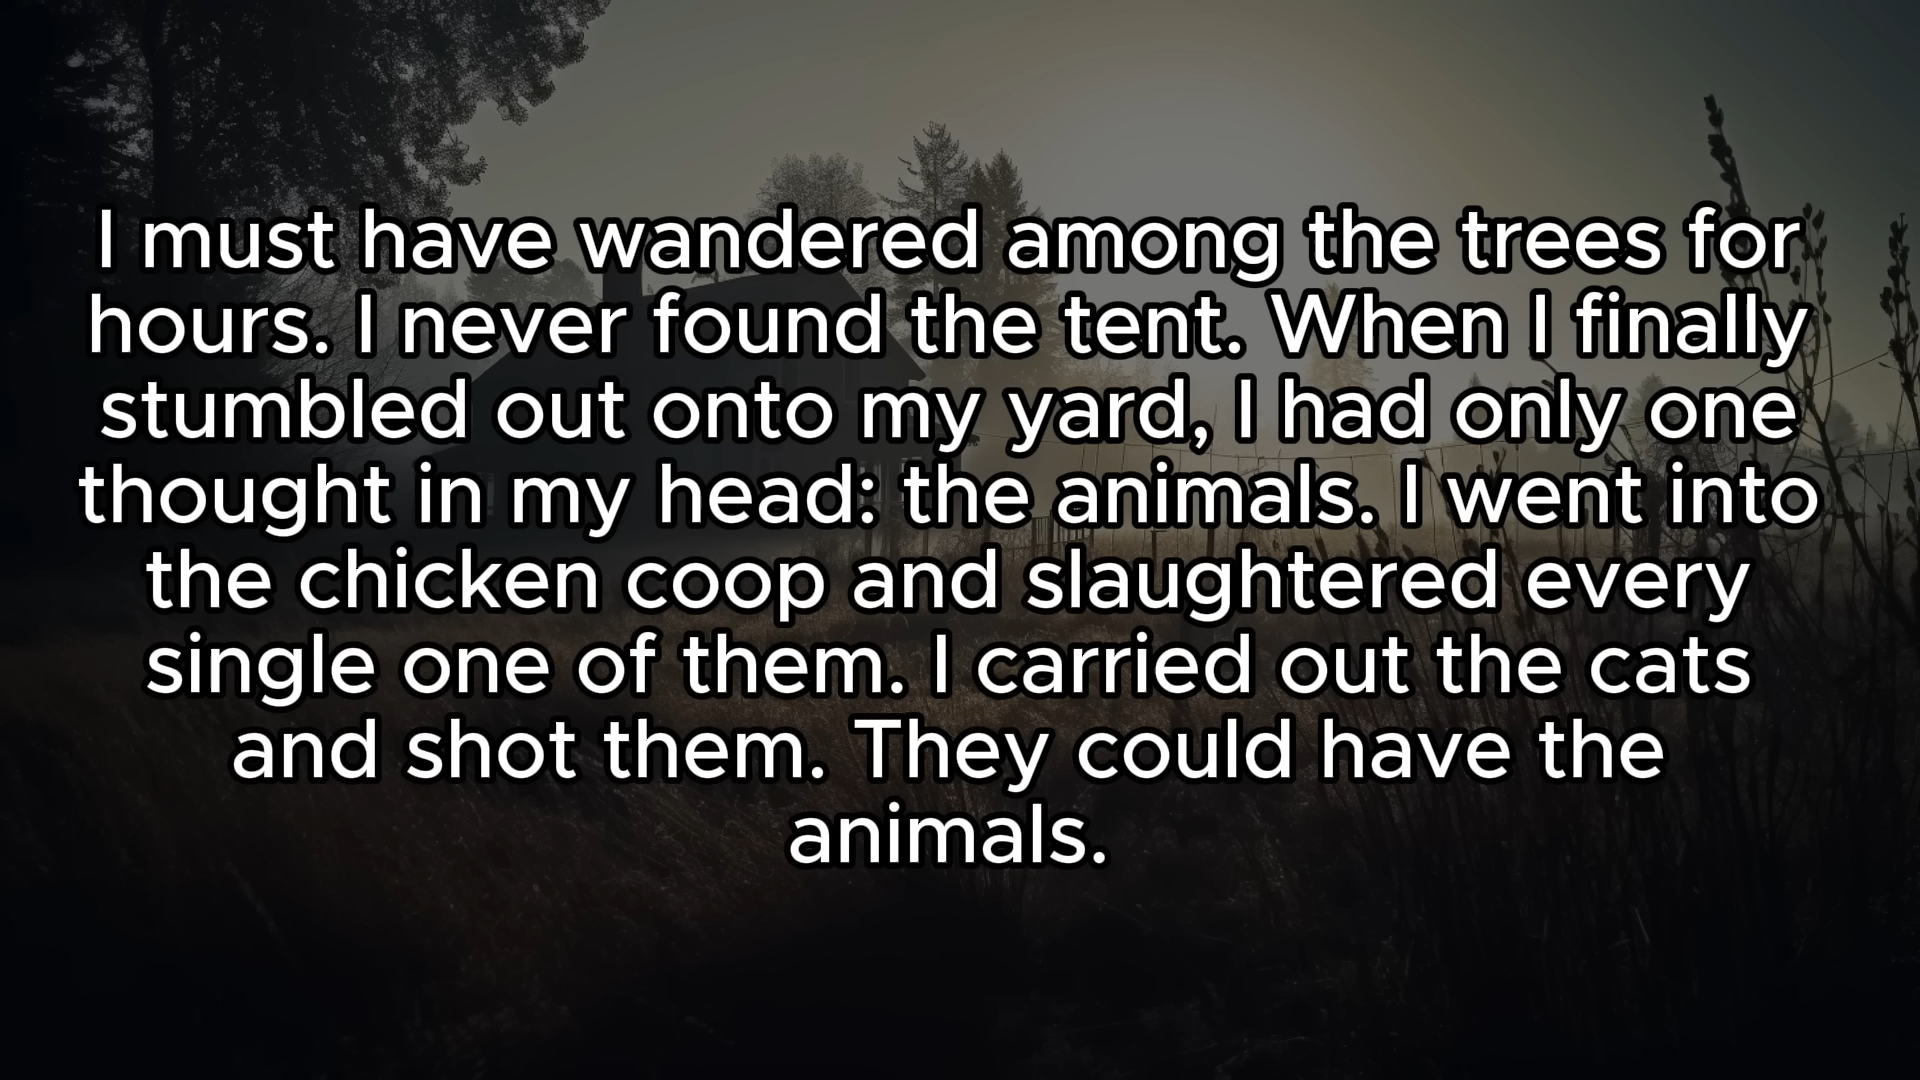 I must have wandered among the trees for
hours. I never found the tent. When I finally
stumbled out onto my yard, I had only one
thought in my head: the animals. I went into
the chicken coop and slaughtered every
single one of them. I carried out the cats
and shot them. They could have the
animals.